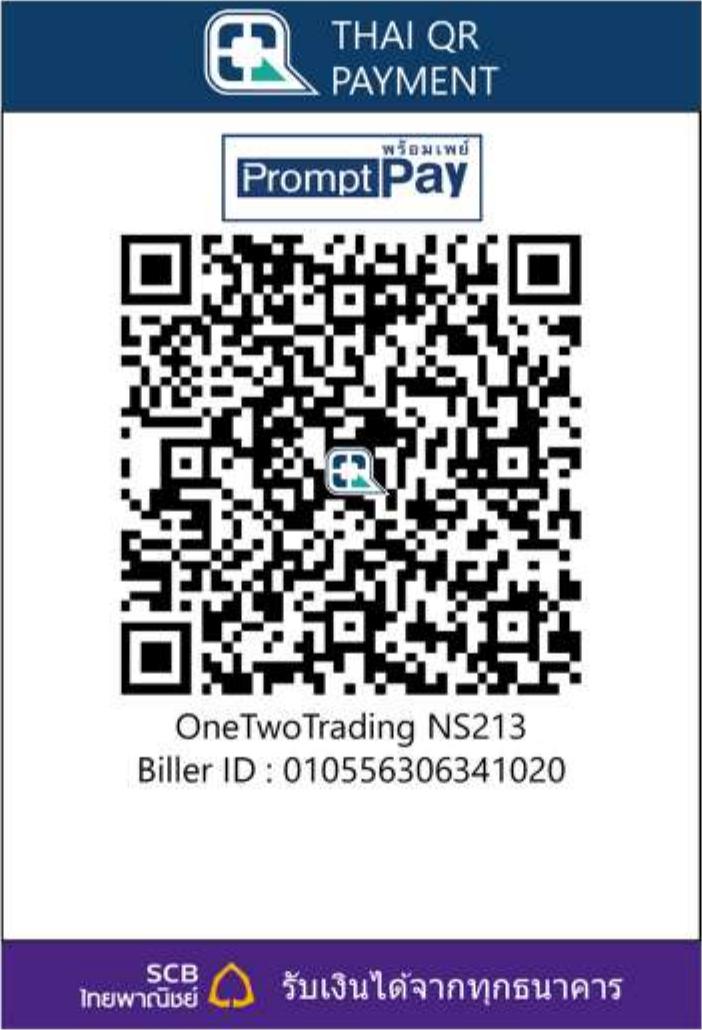 THAI QR
PAYMENT
พร้อมเพย์
Prompt Pay
OneTwoTrading NS213
Biller ID : 010556306341020
SCB
ไทยพาณิชย์
รับเงินได้จากทุกธนาคาร